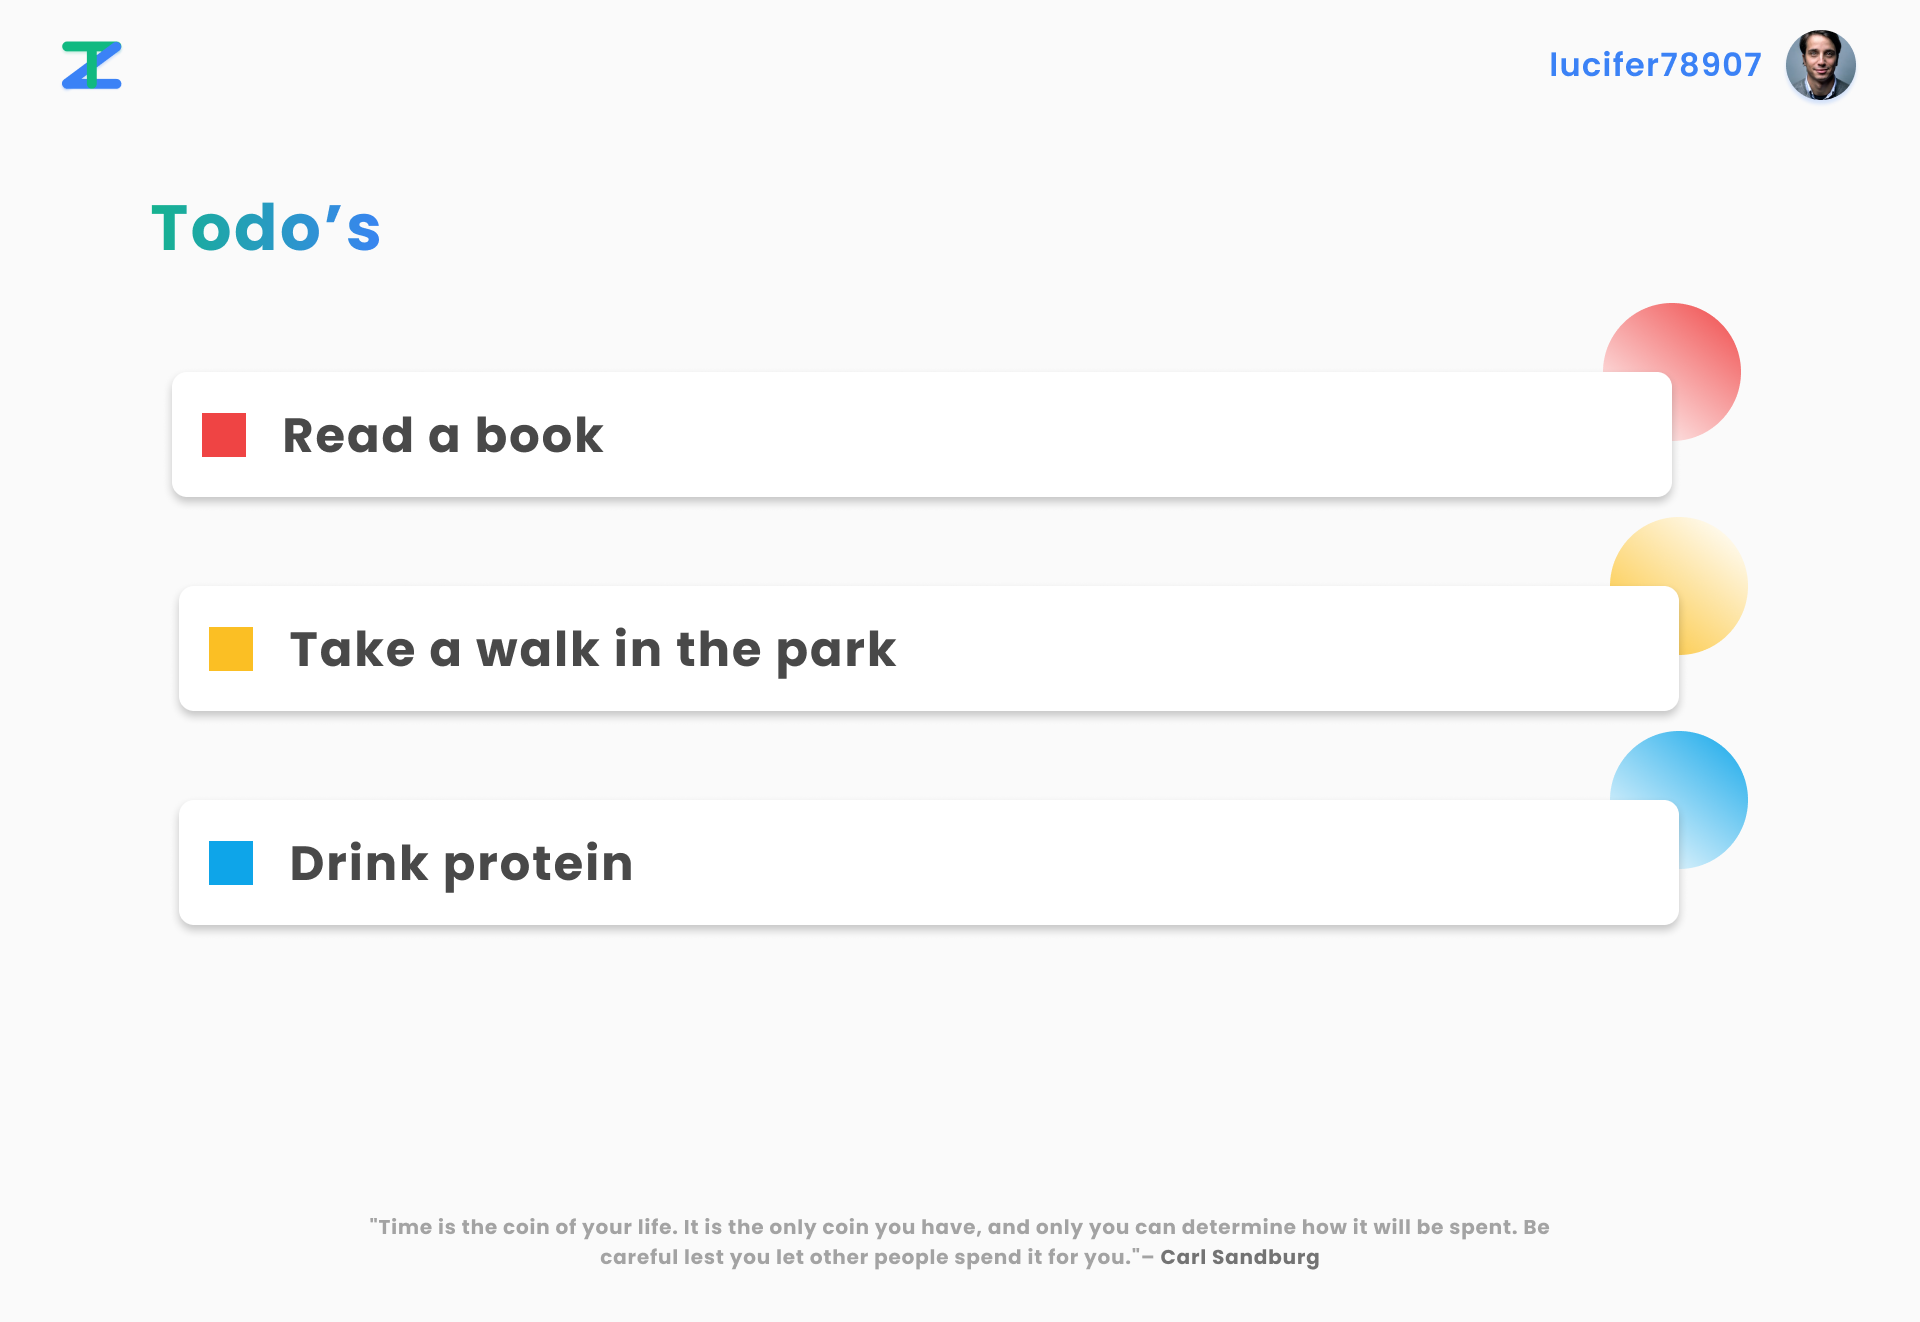 lucifer78907
Todo’s
Read a book
Take a walk in the park
Drink protein
"Time is the coin of your life. It is the only coin you have, and only you can determine how it will be spent. Be
careful lest you let other people spend it for you."– Carl Sandburg